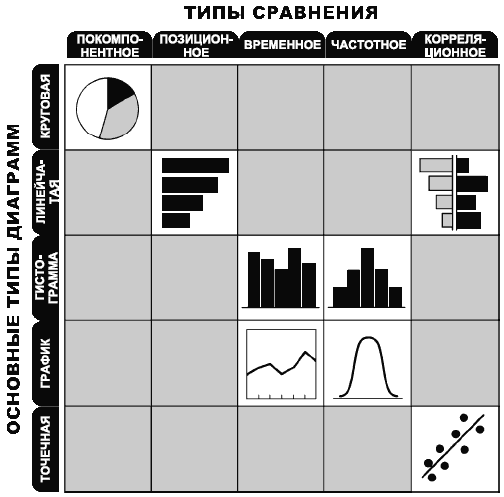 ТИПЫ СРАВНЕНИЯ
ПОКОМПО-
НЕНТНОЕ
ПОЗИЦИОН-
НОЕ
ВРЕМЕННОЕ
ЧАСТОТНОЕ
КОРРЕЛЯ-
ЦИОННОЕ
ОСНОВНЫЕ ТИПЫ ДИАГРАММ
КРУГОВАЯ
ЛИНЕЙЧА-
ТАЯ
ГИСТО-
ГРАММА
ГРАФИК
ТОЧЕЧНАЯ